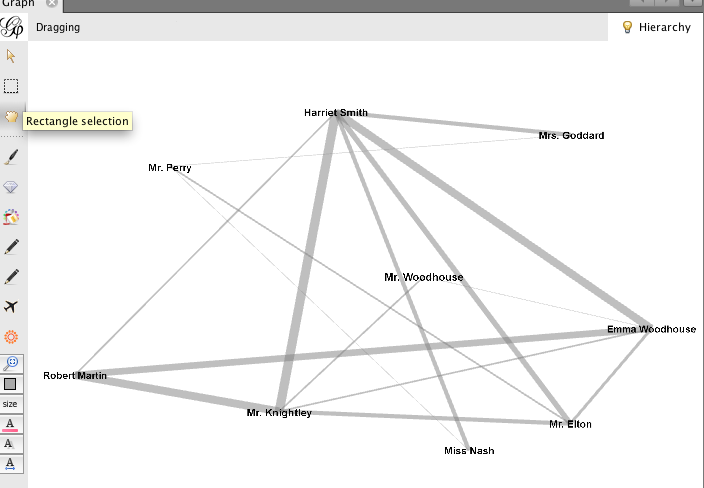 Graph
Dragging
Hierarchy
Rectangle selection
Harriet Smith
Mrs. Goddard
Mr. Perry
Mr. Woodhouse
Emma Woodhouse
Robert Martin
Mr. Knightley
Mr. Elton
Miss Nash
size
A
A
A